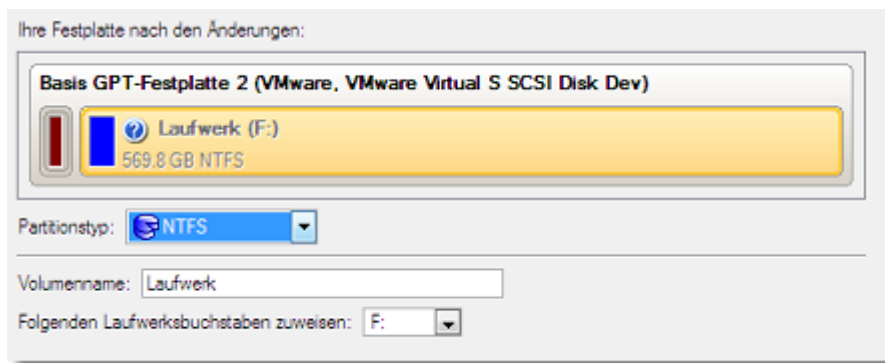 Ihre Festplatte nach den Änderungen:
Basis GPT-Festplatte 2 (VMware, VMware Virtual S SCSI Disk Dev)
Laufwerk (F:)
569.8 GB NTFS
Partitionstyp: NTFS
Volumenname: Laufwerk
Folgenden Laufwerksbuchstaben zuweisen: F: